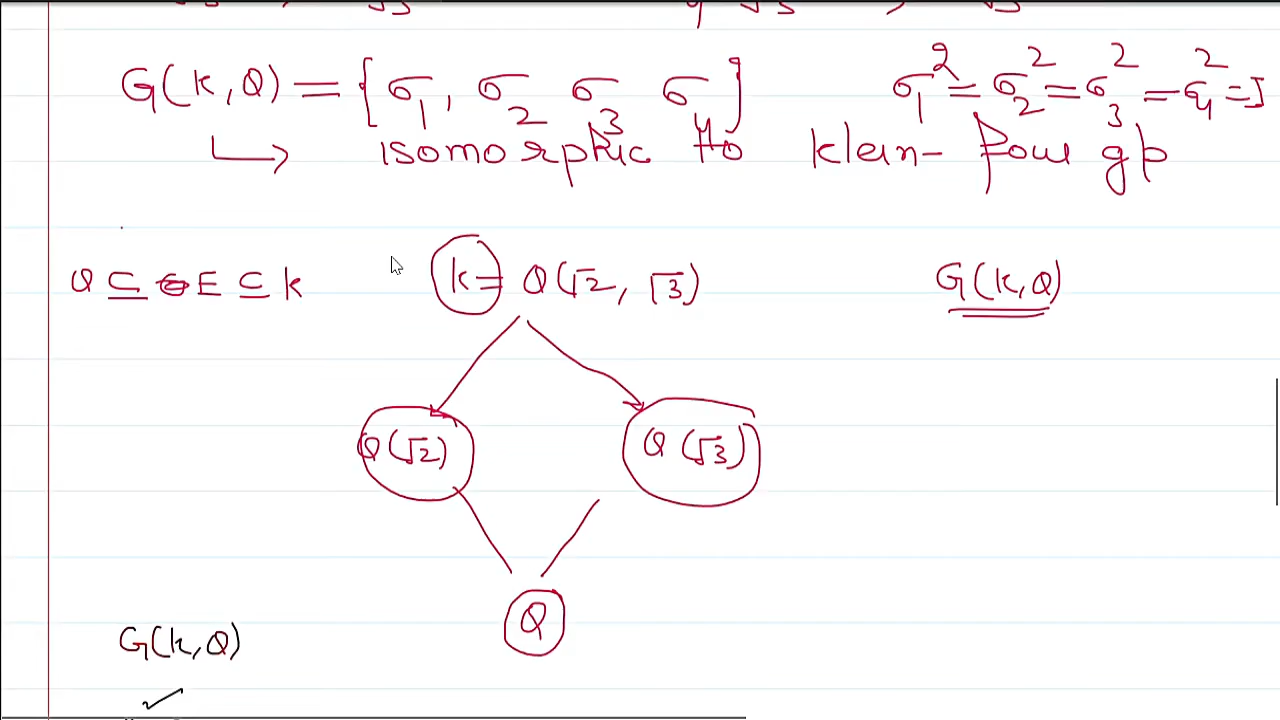 G(k, Q) = {σ₁, σ₂ σ₃ σ₄} σ₁² = σ₂² = σ₃² = σ₄² = I
↳ isomorphic to klein- four gp
Q ⊆ E ⊆ k k = Q(√2, √3) G(k, Q)
Q(√2) Q(√3)
Q
G(k, Q)
✓